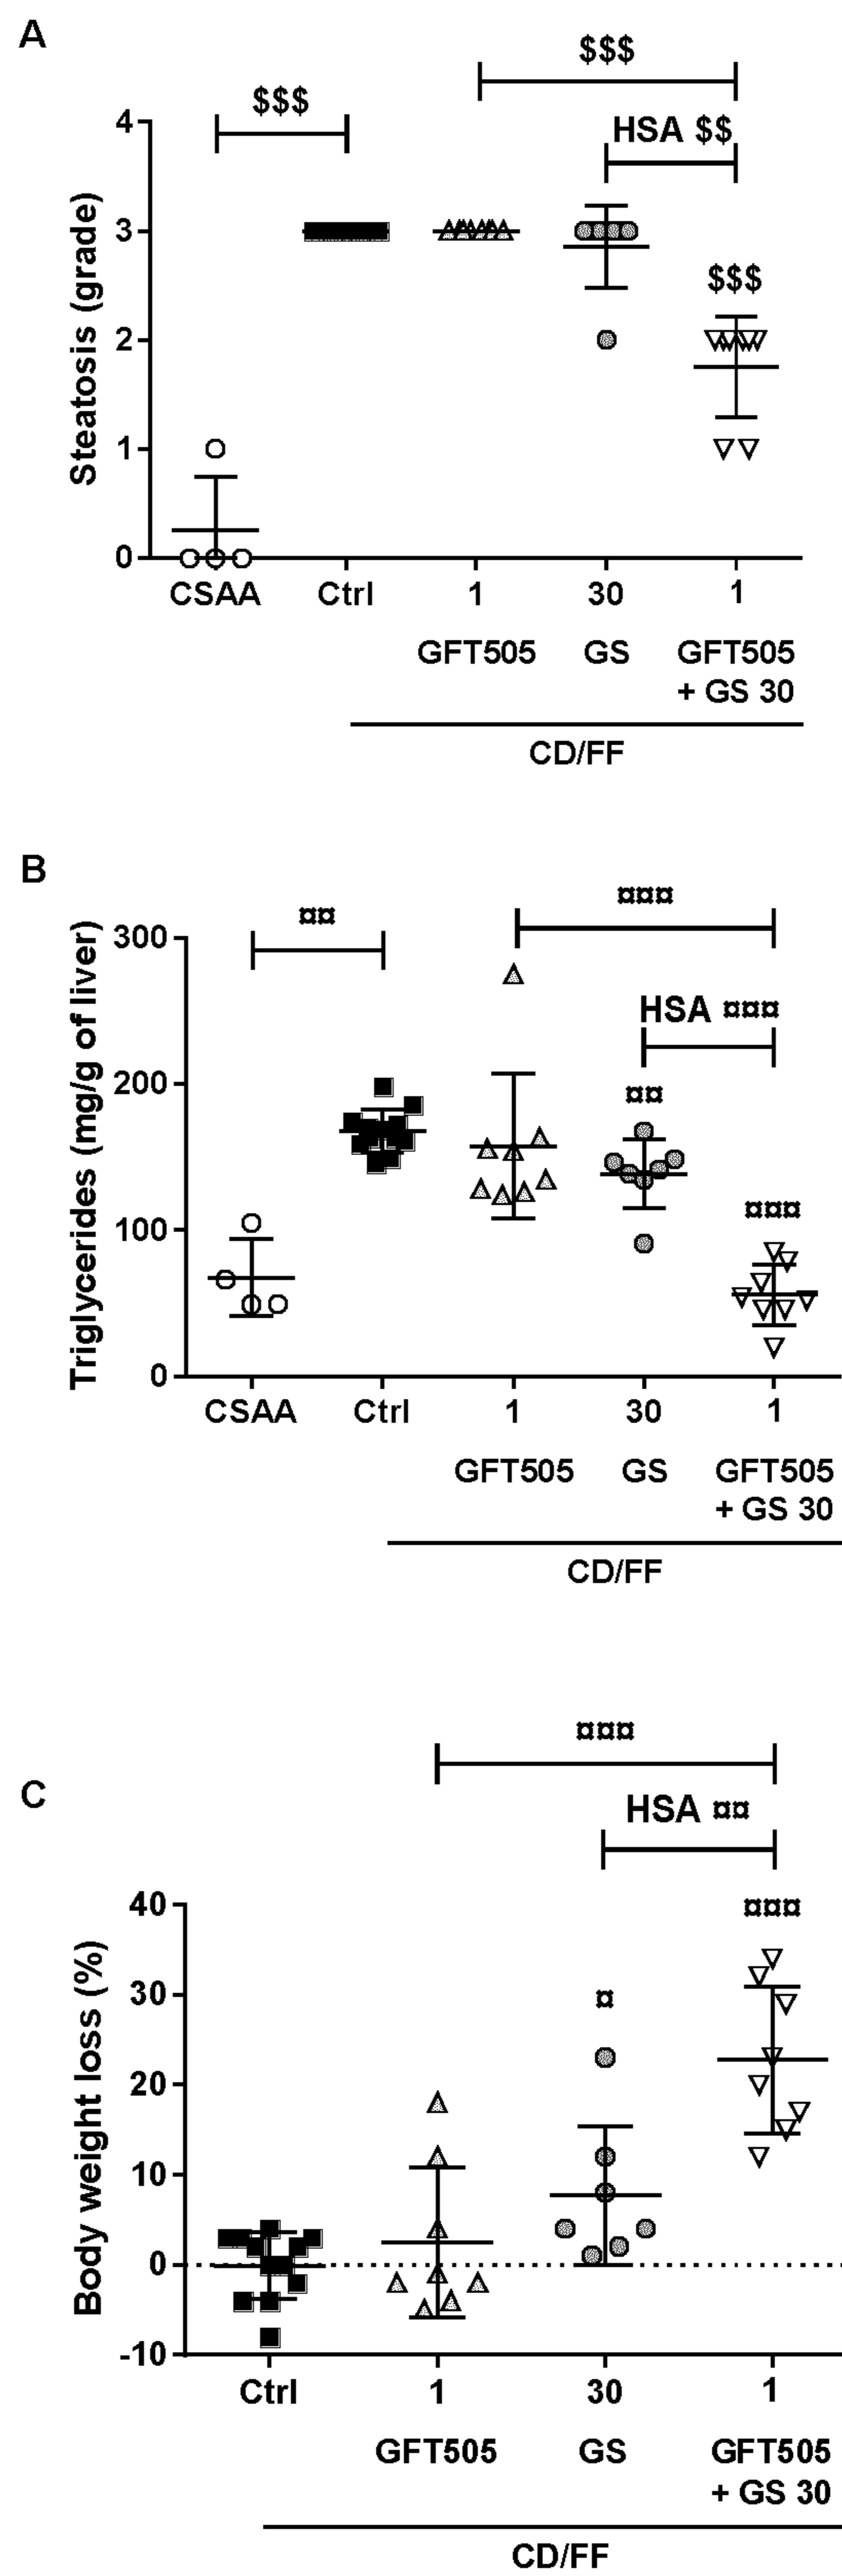 A
$$$
$$$
HSA $$
$$$
Steatosis (grade)
4
3
2
1
0
CSAA
Ctrl
1
30
1
GFT505
GS
GFT505
+ GS 30
CD/FF
B
¤¤¤
¤¤
HSA ¤¤¤
¤¤
¤¤¤
Triglycerides (mg/g of liver)
300
200
100
0
CSAA
Ctrl
1
30
1
GFT505
GS
GFT505
+ GS 30
CD/FF
C
¤¤¤
HSA ¤¤
¤¤¤
¤
Body weight loss (%)
40
30
20
10
0
-10
Ctrl
1
30
1
GFT505
GS
GFT505
+ GS 30
CD/FF